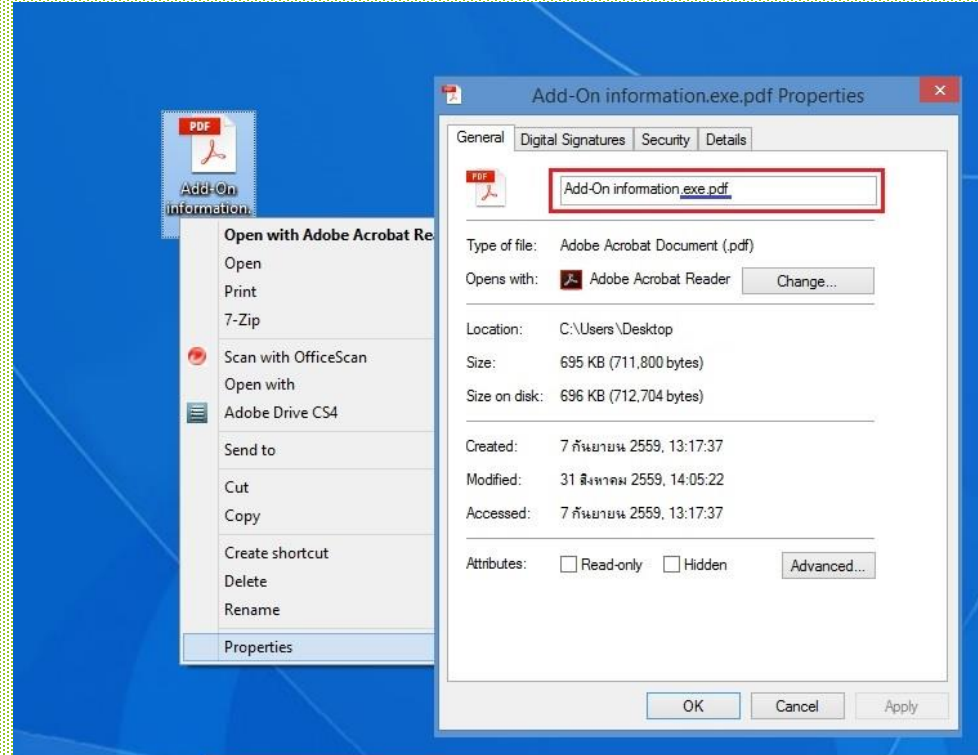 PDF
Add-On
information.
Open with Adobe Acrobat Re
Open
Print
7-Zip
Scan with OfficeScan
Open with
Adobe Drive CS4
Send to
Cut
Copy
Create shortcut
Delete
Rename
Properties
Add-On information.exe.pdf Properties
General Digital Signatures Security Details
PDF
Add-On information.exe.pdf
Type of file: Adobe Acrobat Document (.pdf)
Opens with: Adobe Acrobat Reader Change...
Location: C:\Users\Desktop
Size: 695 KB (711,800 bytes)
Size on disk: 696 KB (712,704 bytes)
Created: 7 กันยายน 2559, 13:17:37
Modified: 31 สิงหาคม 2559, 14:05:22
Accessed: 7 กันยายน 2559, 13:17:37
Attributes: Read-only Hidden Advanced...
OK Cancel Apply